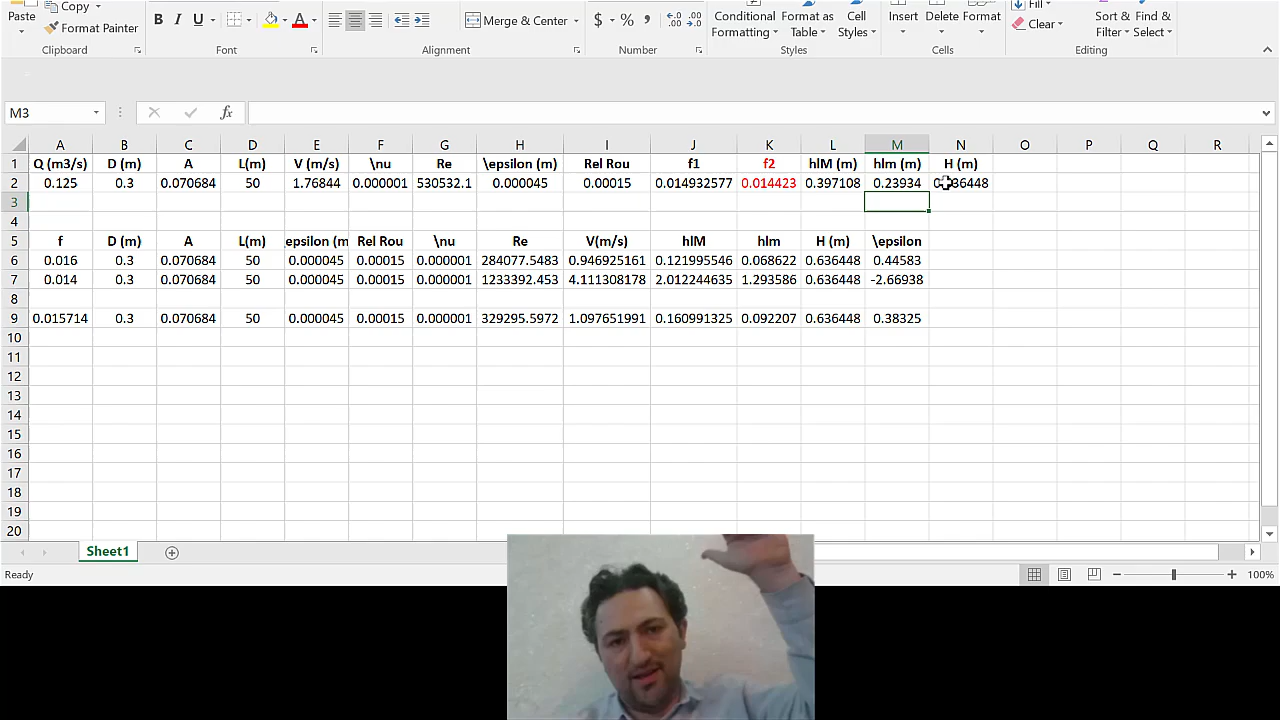 Copy
Paste
Format Painter
B I U
A
Merge & Center
$ % ,
Conditional Formatting
Format as Table
Cell Styles
Insert
Delete
Format
Fill
Clear
Sort & Filter
Find & Select
Clipboard
Font
Alignment
Number
Styles
Cells
Editing
M3
fx
A B C D E F G H I J K L M N O P Q R
1 Q (m3/s) D (m) A L(m) V (m/s) \nu Re \epsilon (m) Rel Rou f1 f2 hlM (m) hlm (m) H (m)
2 0.125 0.3 0.070684 50 1.76844 0.000001 530532.1 0.000045 0.00015 0.014932577 0.014423 0.397108 0.23934
3
4
5 f D (m) A L(m) epsilon (m Rel Rou \nu Re V(m/s) hlM hlm H (m) \epsilon
6 0.016 0.3 0.070684 50 0.000045 0.00015 0.000001 284077.5483 0.946925161 0.121995546 0.068622 0.636448 0.44583
7 0.014 0.3 0.070684 50 0.000045 0.00015 0.000001 1233392.453 4.111308178 2.012244635 1.293586 0.636448 -2.66938
8
9 0.015714 0.3 0.070684 50 0.000045 0.00015 0.000001 329295.5972 1.097651991 0.160991325 0.092207 0.636448 0.38325
10
11
12
13
14
15
16
17
18
19
20
Sheet1
Ready
100%